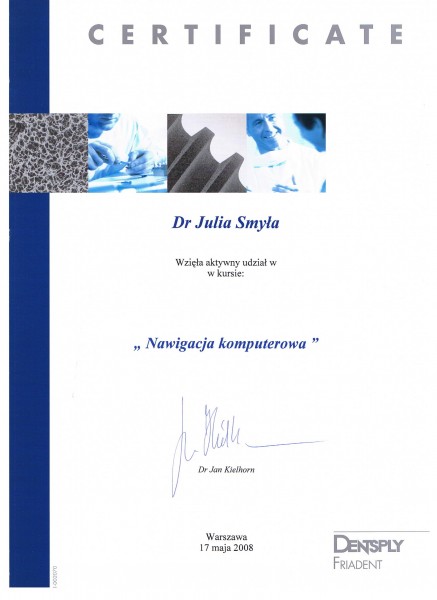 CERTIFICATE
Dr Julia Smyła
Wzięła aktywny udział w
w kursie:
„ Nawigacja komputerowa ”
Dr Jan Kielhorn
Warszawa
17 maja 2008
DENTSPLY
FRIADENT